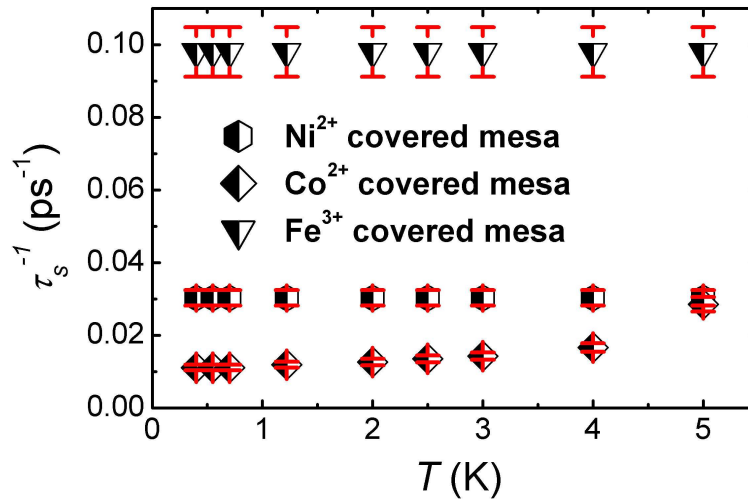 0.10
0.08
0.06
0.04
0.02
0.00
τs-1 (ps-1)
Ni2+ covered mesa
Co2+ covered mesa
Fe3+ covered mesa
0 1 2 3 4 5
T (K)